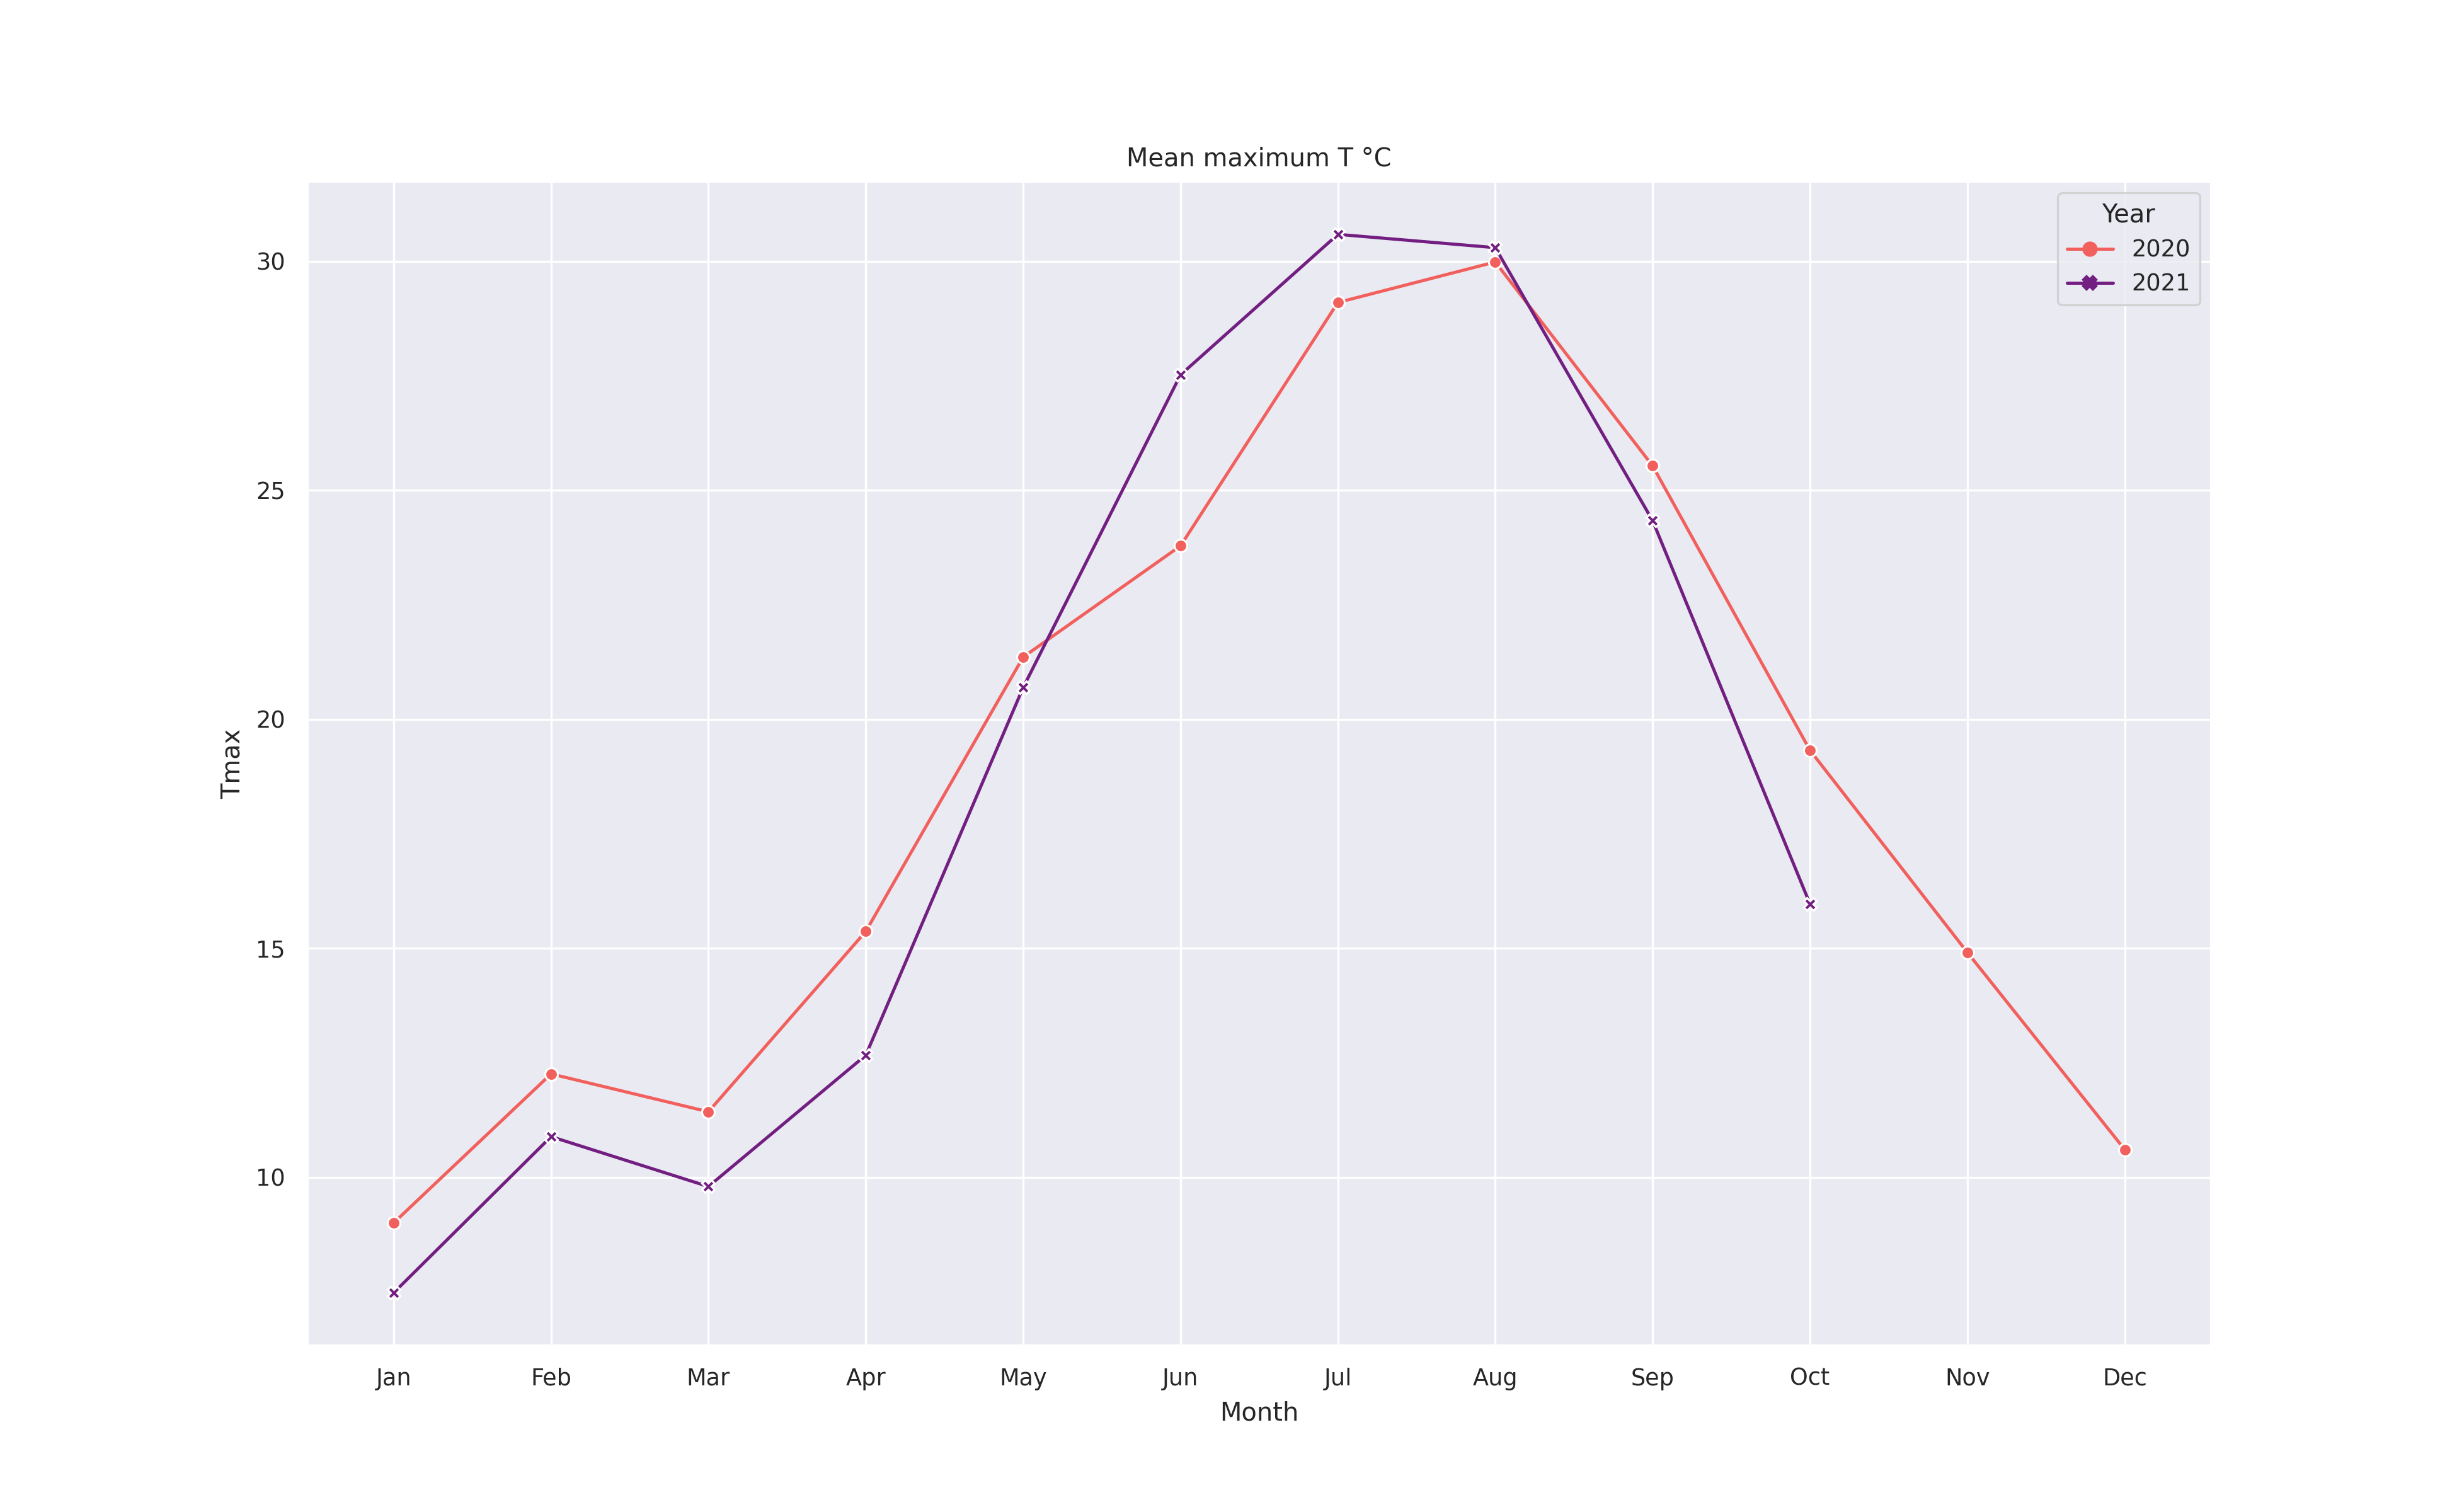 Mean maximum T °C
Year
2020
2021
30
25
20
15
10
Tmax
Jan Feb Mar Apr May Jun Jul Aug Sep Oct Nov Dec
Month